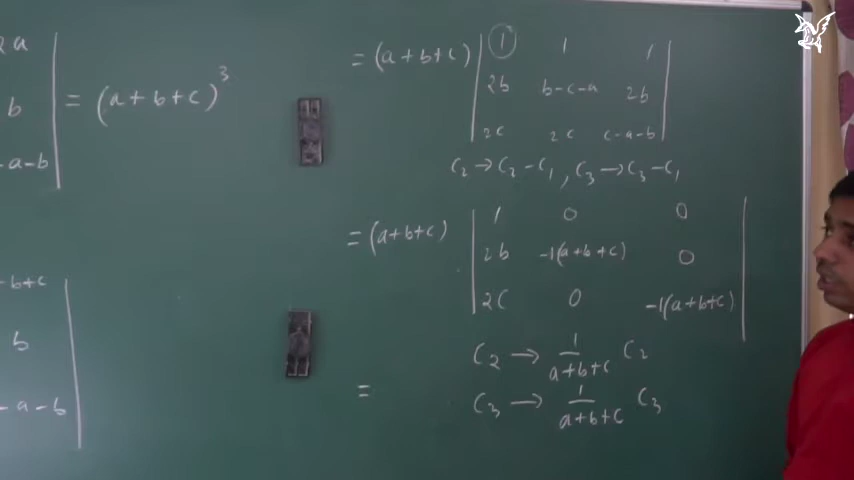 2a
b
-a-b
= (a+b+c)³
-b+c
b
-a-b
= (a+b+c) | 1 1 1 |
2b b-c-a 2b
2c 2c c-a-b
C₂ → C₂ - C₁, C₃ → C₃ - C₁
= (a+b+c) | 1 0 0 |
2b -1(a+b+c) 0
2C 0 -1(a+b+c)
C₂ → 1/(a+b+c) C₂
= C₃ → 1/(a+b+c) C₃